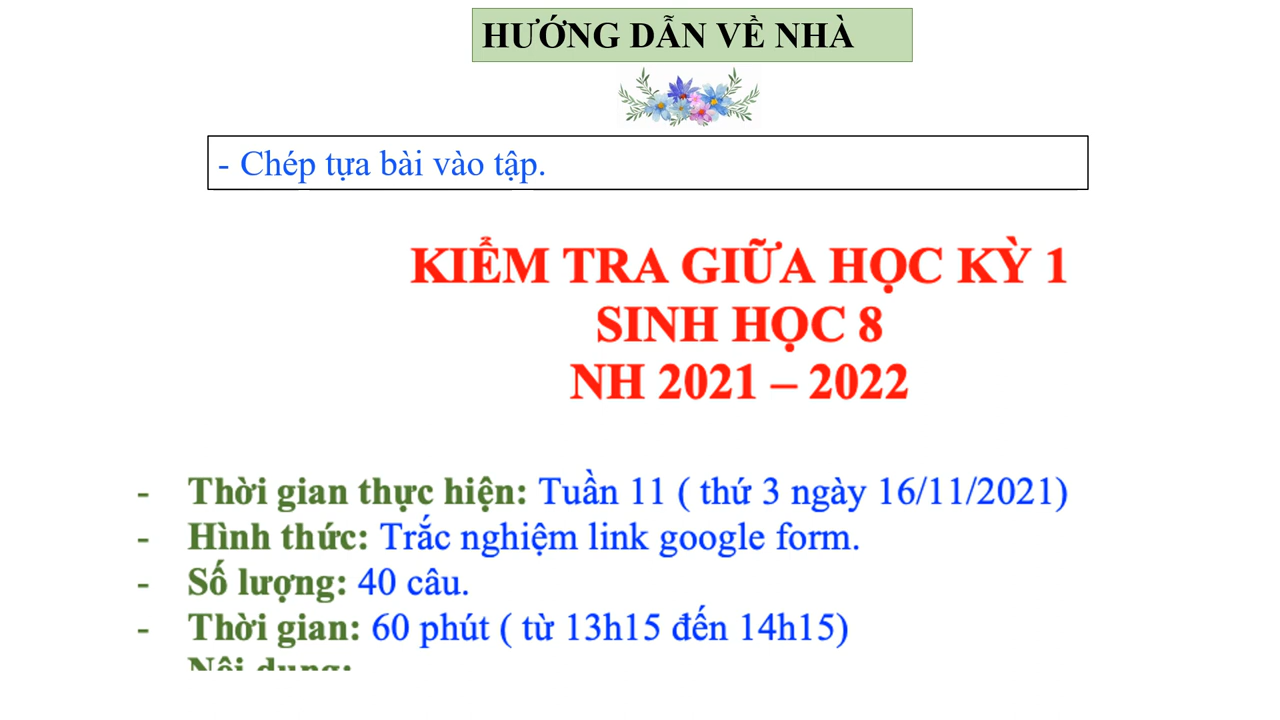 HƯỚNG DẪN VỀ NHÀ
- Chép tựa bài vào tập.
KIỂM TRA GIỮA HỌC KỲ 1
SINH HỌC 8
NH 2021 – 2022
- Thời gian thực hiện: Tuần 11 ( thứ 3 ngày 16/11/2021)
- Hình thức: Trắc nghiệm link google form.
- Số lượng: 40 câu.
- Thời gian: 60 phút ( từ 13h15 đến 14h15)
Nội dung: